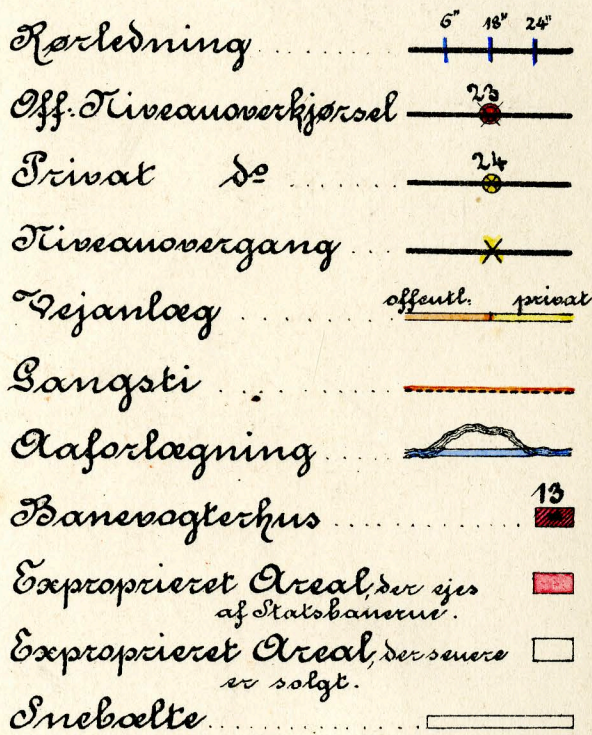 6" 18" 24"
Rørledning
23
Off: Niveauoverkjørsel
24
Privat dº
Niveauovergang
offentl: privat
Vejanlæg
Gangsti
Aaforlægning
13
Banevogterhus
Exproprieret Areal, der ejes
af Statsbanerne.
Exproprieret Areal, der senere
er solgt.
Snebælte